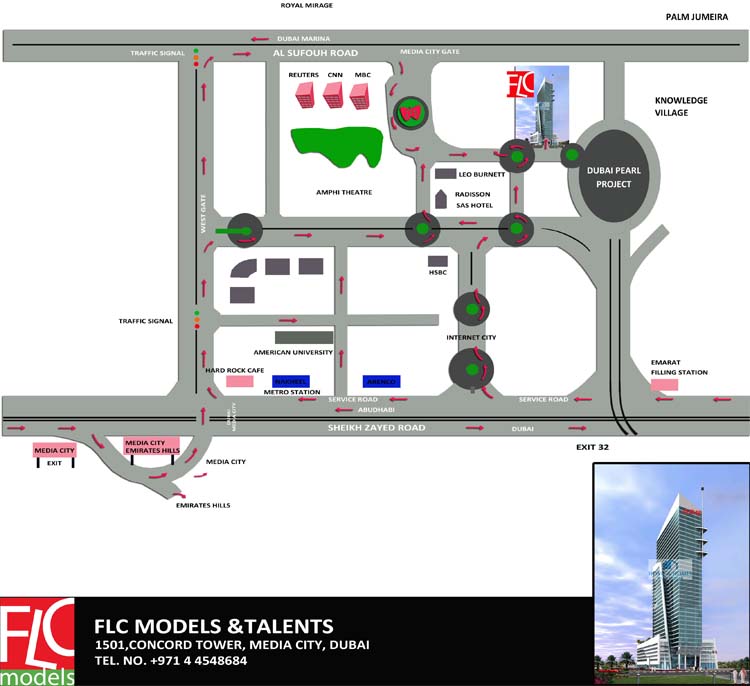 ROYAL MIRAGE
PALM JUMEIRA
DUBAI MARINA
TRAFFIC SIGNAL
AL SUFOUH ROAD
MEDIA CITY GATE
REUTERS CNN MBC
FLC
KNOWLEDGE
VILLAGE
LEO BURNETT
DUBAI PEARL
PROJECT
AMPHI THEATRE
RADISSON
SAS HOTEL
WEST GATE
HSBC
TRAFFIC SIGNAL
INTERNET CITY
AMERICAN UNIVERSITY
HARD ROCK CAFE
EMARAT
FILLING STATION
NAKHEEL
METRO STATION
ARENCO
SERVICE ROAD
SERVICE ROAD
DUBAI
MEDIA CITY
ABUDHABI
SHEIKH ZAYED ROAD
DUBAI
MEDIA CITY
EXIT
MEDIA CITY
EMIRATES HILLS
MEDIA CITY
EMIRATES HILLS
EXIT 32
FLC
models
FLC MODELS &TALENTS
1501,CONCORD TOWER, MEDIA CITY, DUBAI
TEL. NO. +971 4 4548684